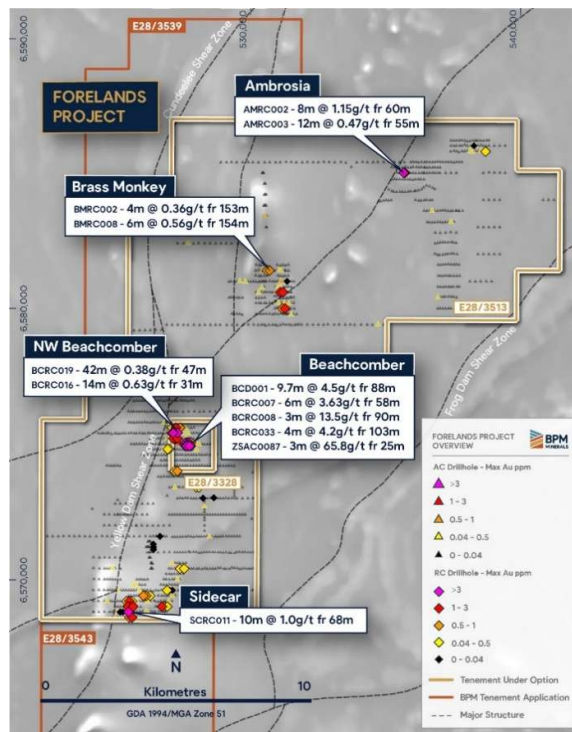 6,590,000
530,000
540,000
E28/3539
Cundeelee Shear Zone
FORELANDS
PROJECT
Ambrosia
AMRC002 - 8m @ 1.15g/t fr 60m
AMRC003 - 12m @ 0.47g/t fr 55m
Brass Monkey
BMRC002 - 4m @ 0.36g/t fr 153m
BMRC008 - 6m @ 0.56g/t fr 154m
6,580,000
E28/3513
NW Beachcomber
BCRC019 - 42m @ 0.38g/t fr 47m
BCRC016 - 14m @ 0.63g/t fr 31m
Beachcomber
BCD001 - 9.7m @ 4.5g/t fr 88m
BCRC007 - 6m @ 3.63g/t fr 58m
BCRC008 - 3m @ 13.5g/t fr 90m
BCRC033 - 4m @ 4.2g/t fr 103m
ZSAC0087 - 3m @ 65.8g/t fr 25m
Frog Dam Shear Zone
Yellow Dam Shear Zone
E28/3328
6,570,000
Sidecar
SCRC011 - 10m @ 1.0g/t fr 68m
E28/3543
N
0
10
Kilometres
GDA 1994/MGA Zone 51
FORELANDS PROJECT
OVERVIEW
BPM
MINERALS
AC Drillhole - Max Au ppm
>3
1 - 3
0.5 - 1
0.04 - 0.5
0 - 0.04
RC Drillhole - Max Au ppm
>3
1 - 3
0.5 - 1
0.04 - 0.5
0 - 0.04
Tenement Under Option
BPM Tenement Application
Major Structure